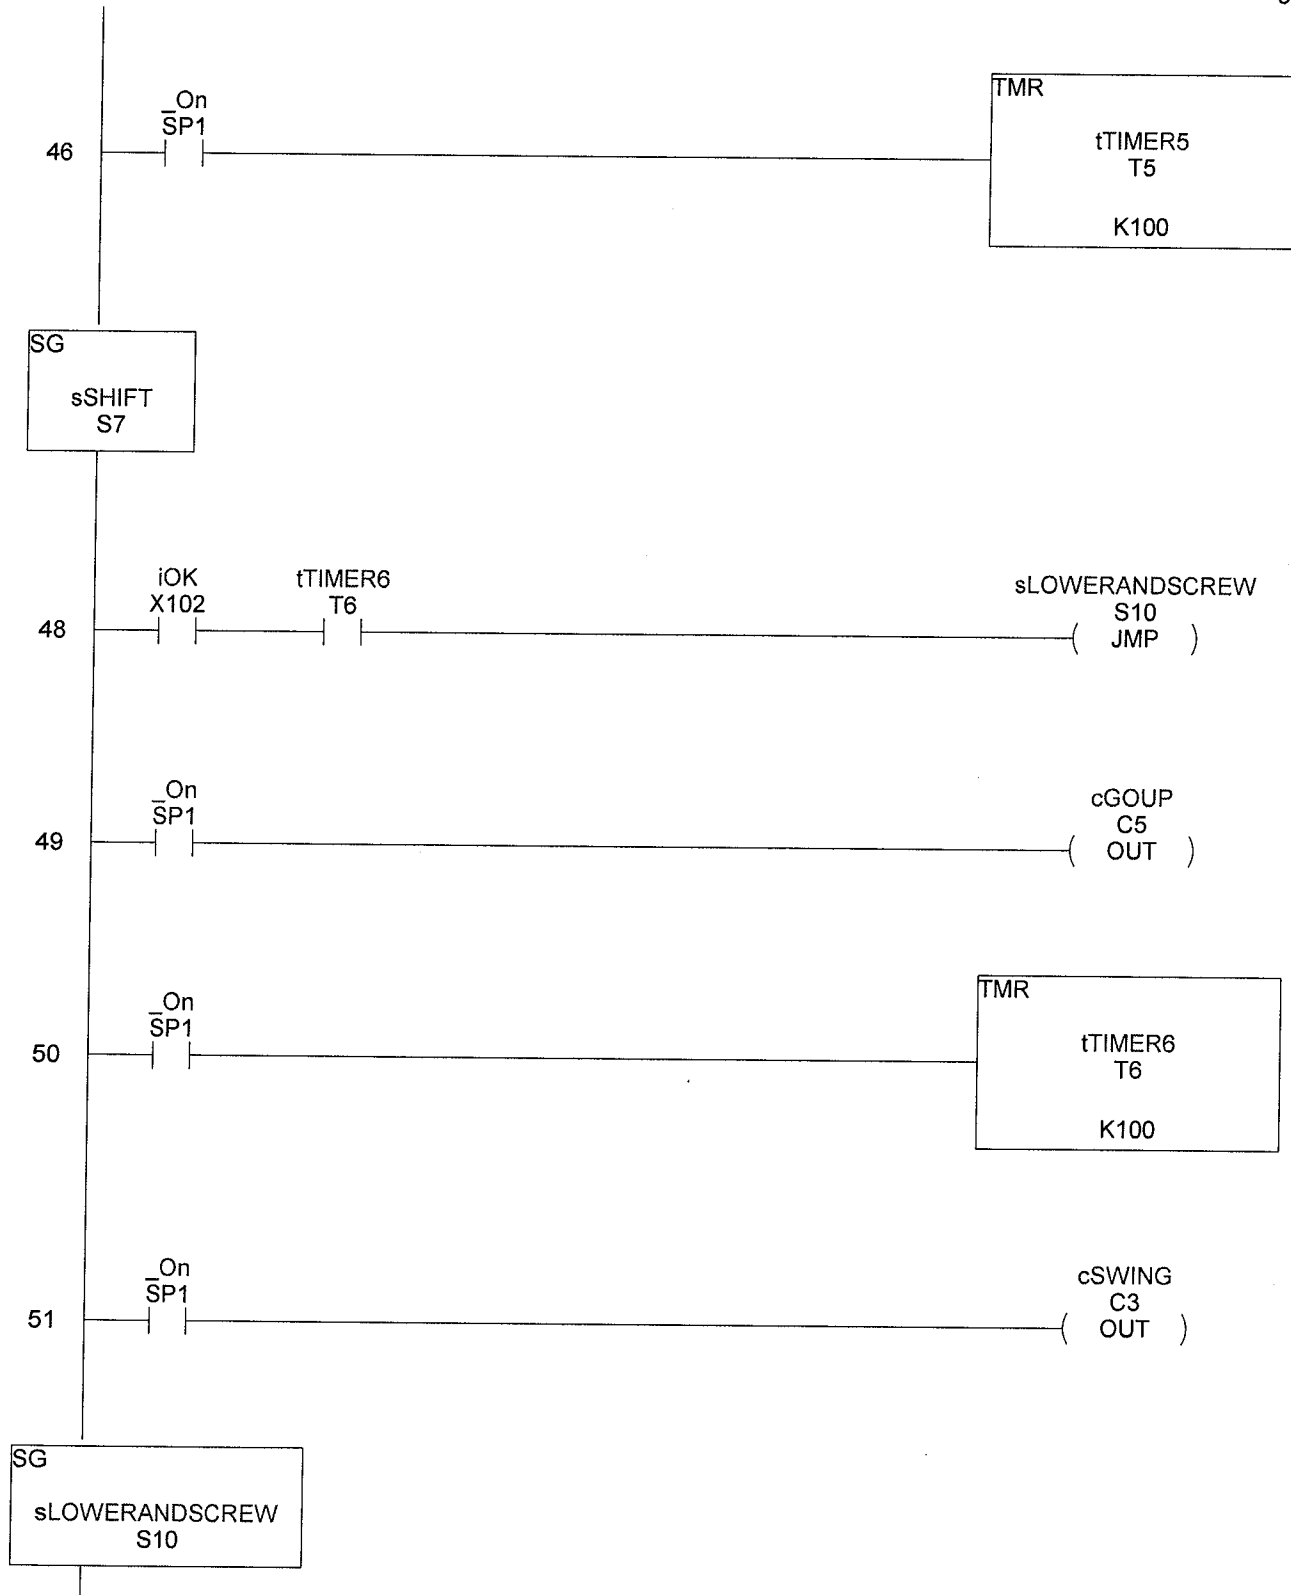 _On
SP1
46
TMR
tTIMER5
T5
K100
SG
sSHIFT
S7
iOK
X102
tTIMER6
T6
48
sLOWERANDSCREW
S10
JMP
_On
SP1
49
cGOUP
C5
OUT
_On
SP1
50
TMR
tTIMER6
T6
K100
_On
SP1
51
cSWING
C3
OUT
SG
sLOWERANDSCREW
S10